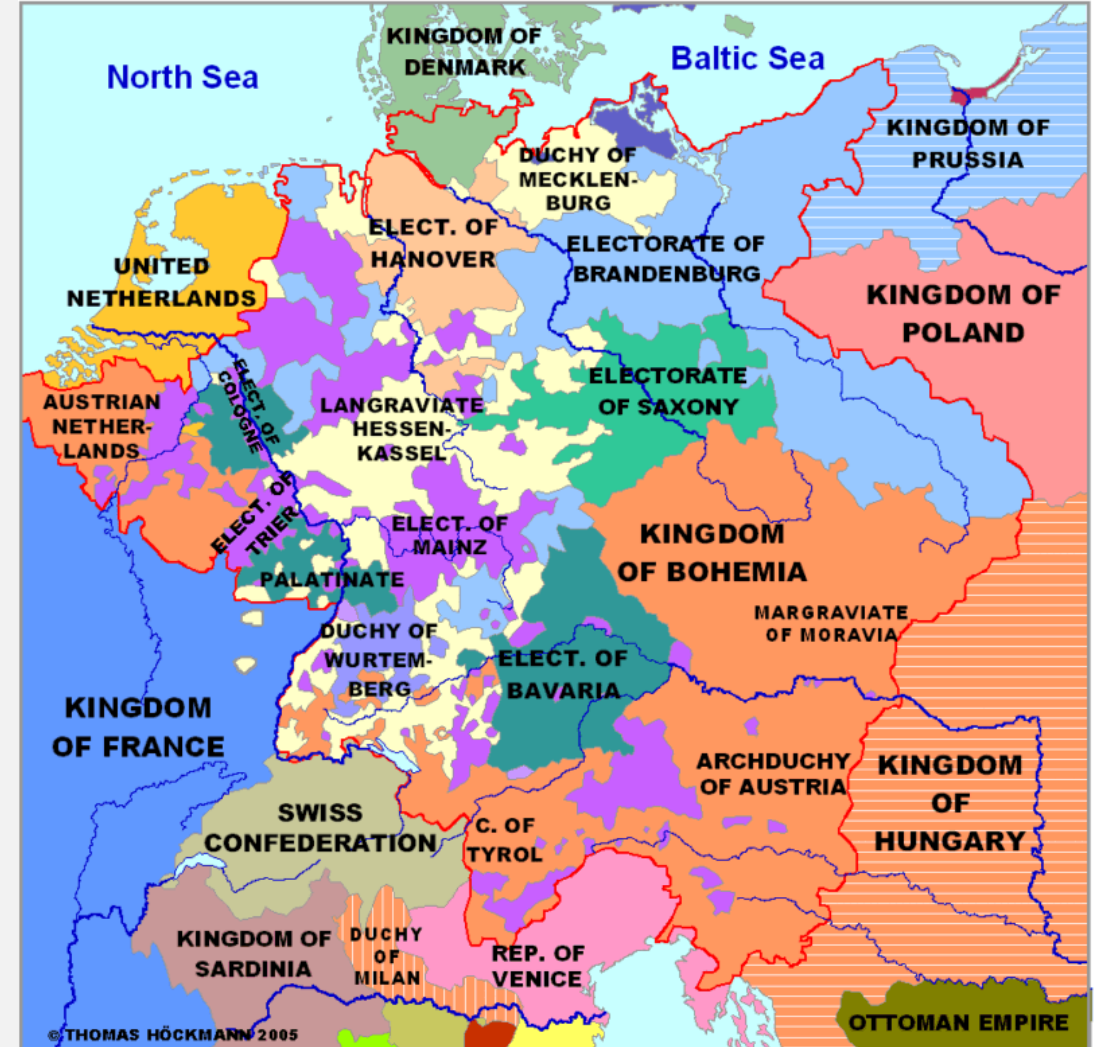 KINGDOM OF
DENMARK
North Sea
Baltic Sea
KINGDOM OF
PRUSSIA
DUCHY OF
MECKLEN-
BURG
ELECT. OF
HANOVER
ELECTORATE OF
BRANDENBURG
UNITED
NETHERLANDS
KINGDOM OF
POLAND
AUSTRIAN
NETHER-
LANDS
ELECT. OF
COLOGNE
LANGRAVIATE
HESSEN-
KASSEL
ELECTORATE
OF SAXONY
ELECT. OF
TRIER
ELECT. OF
MAINZ
KINGDOM
OF BOHEMIA
PALATINATE
MARGRAVIATE
OF MORAVIA
DUCHY OF
WURTEM-
BERG
ELECT. OF
BAVARIA
KINGDOM
OF FRANCE
ARCHDUCHY
OF AUSTRIA
KINGDOM
OF
HUNGARY
SWISS
CONFEDERATION
C. OF
TYROL
KINGDOM OF
SARDINIA
DUCHY
OF
MILAN
REP. OF
VENICE
OTTOMAN EMPIRE
© THOMAS HÖCKMANN 2005